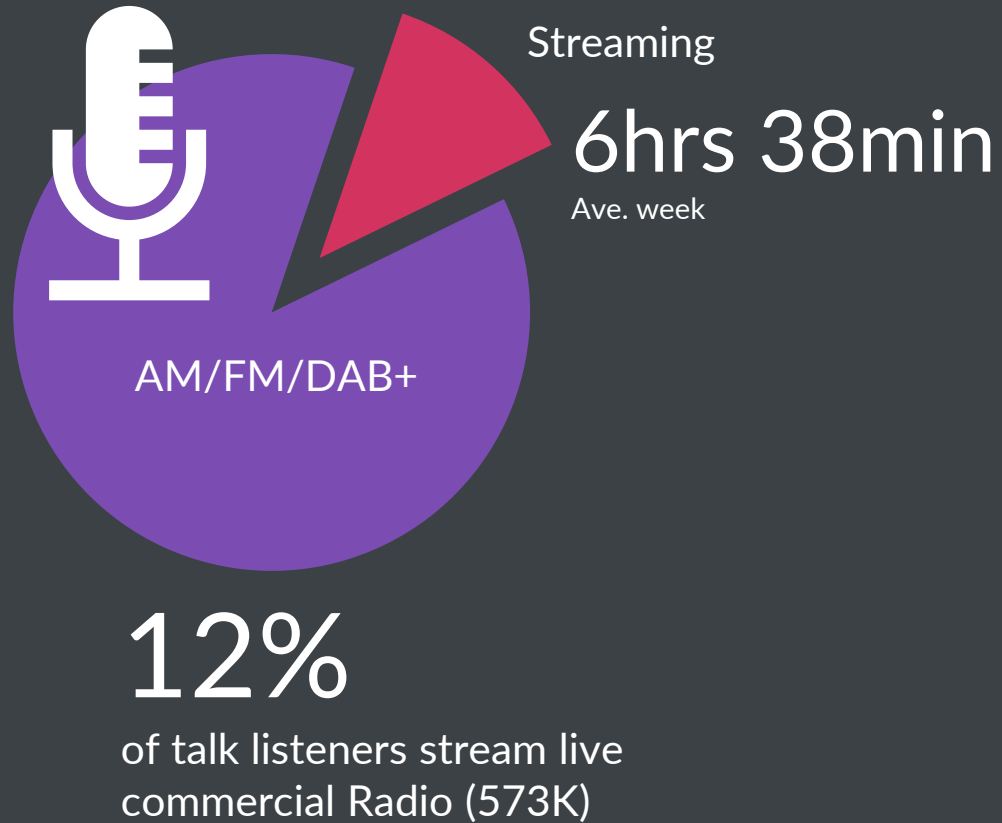 Streaming
6hrs 38min
Ave. week
AM/FM/DAB+
12%
of talk listeners stream live
commercial Radio (573K)